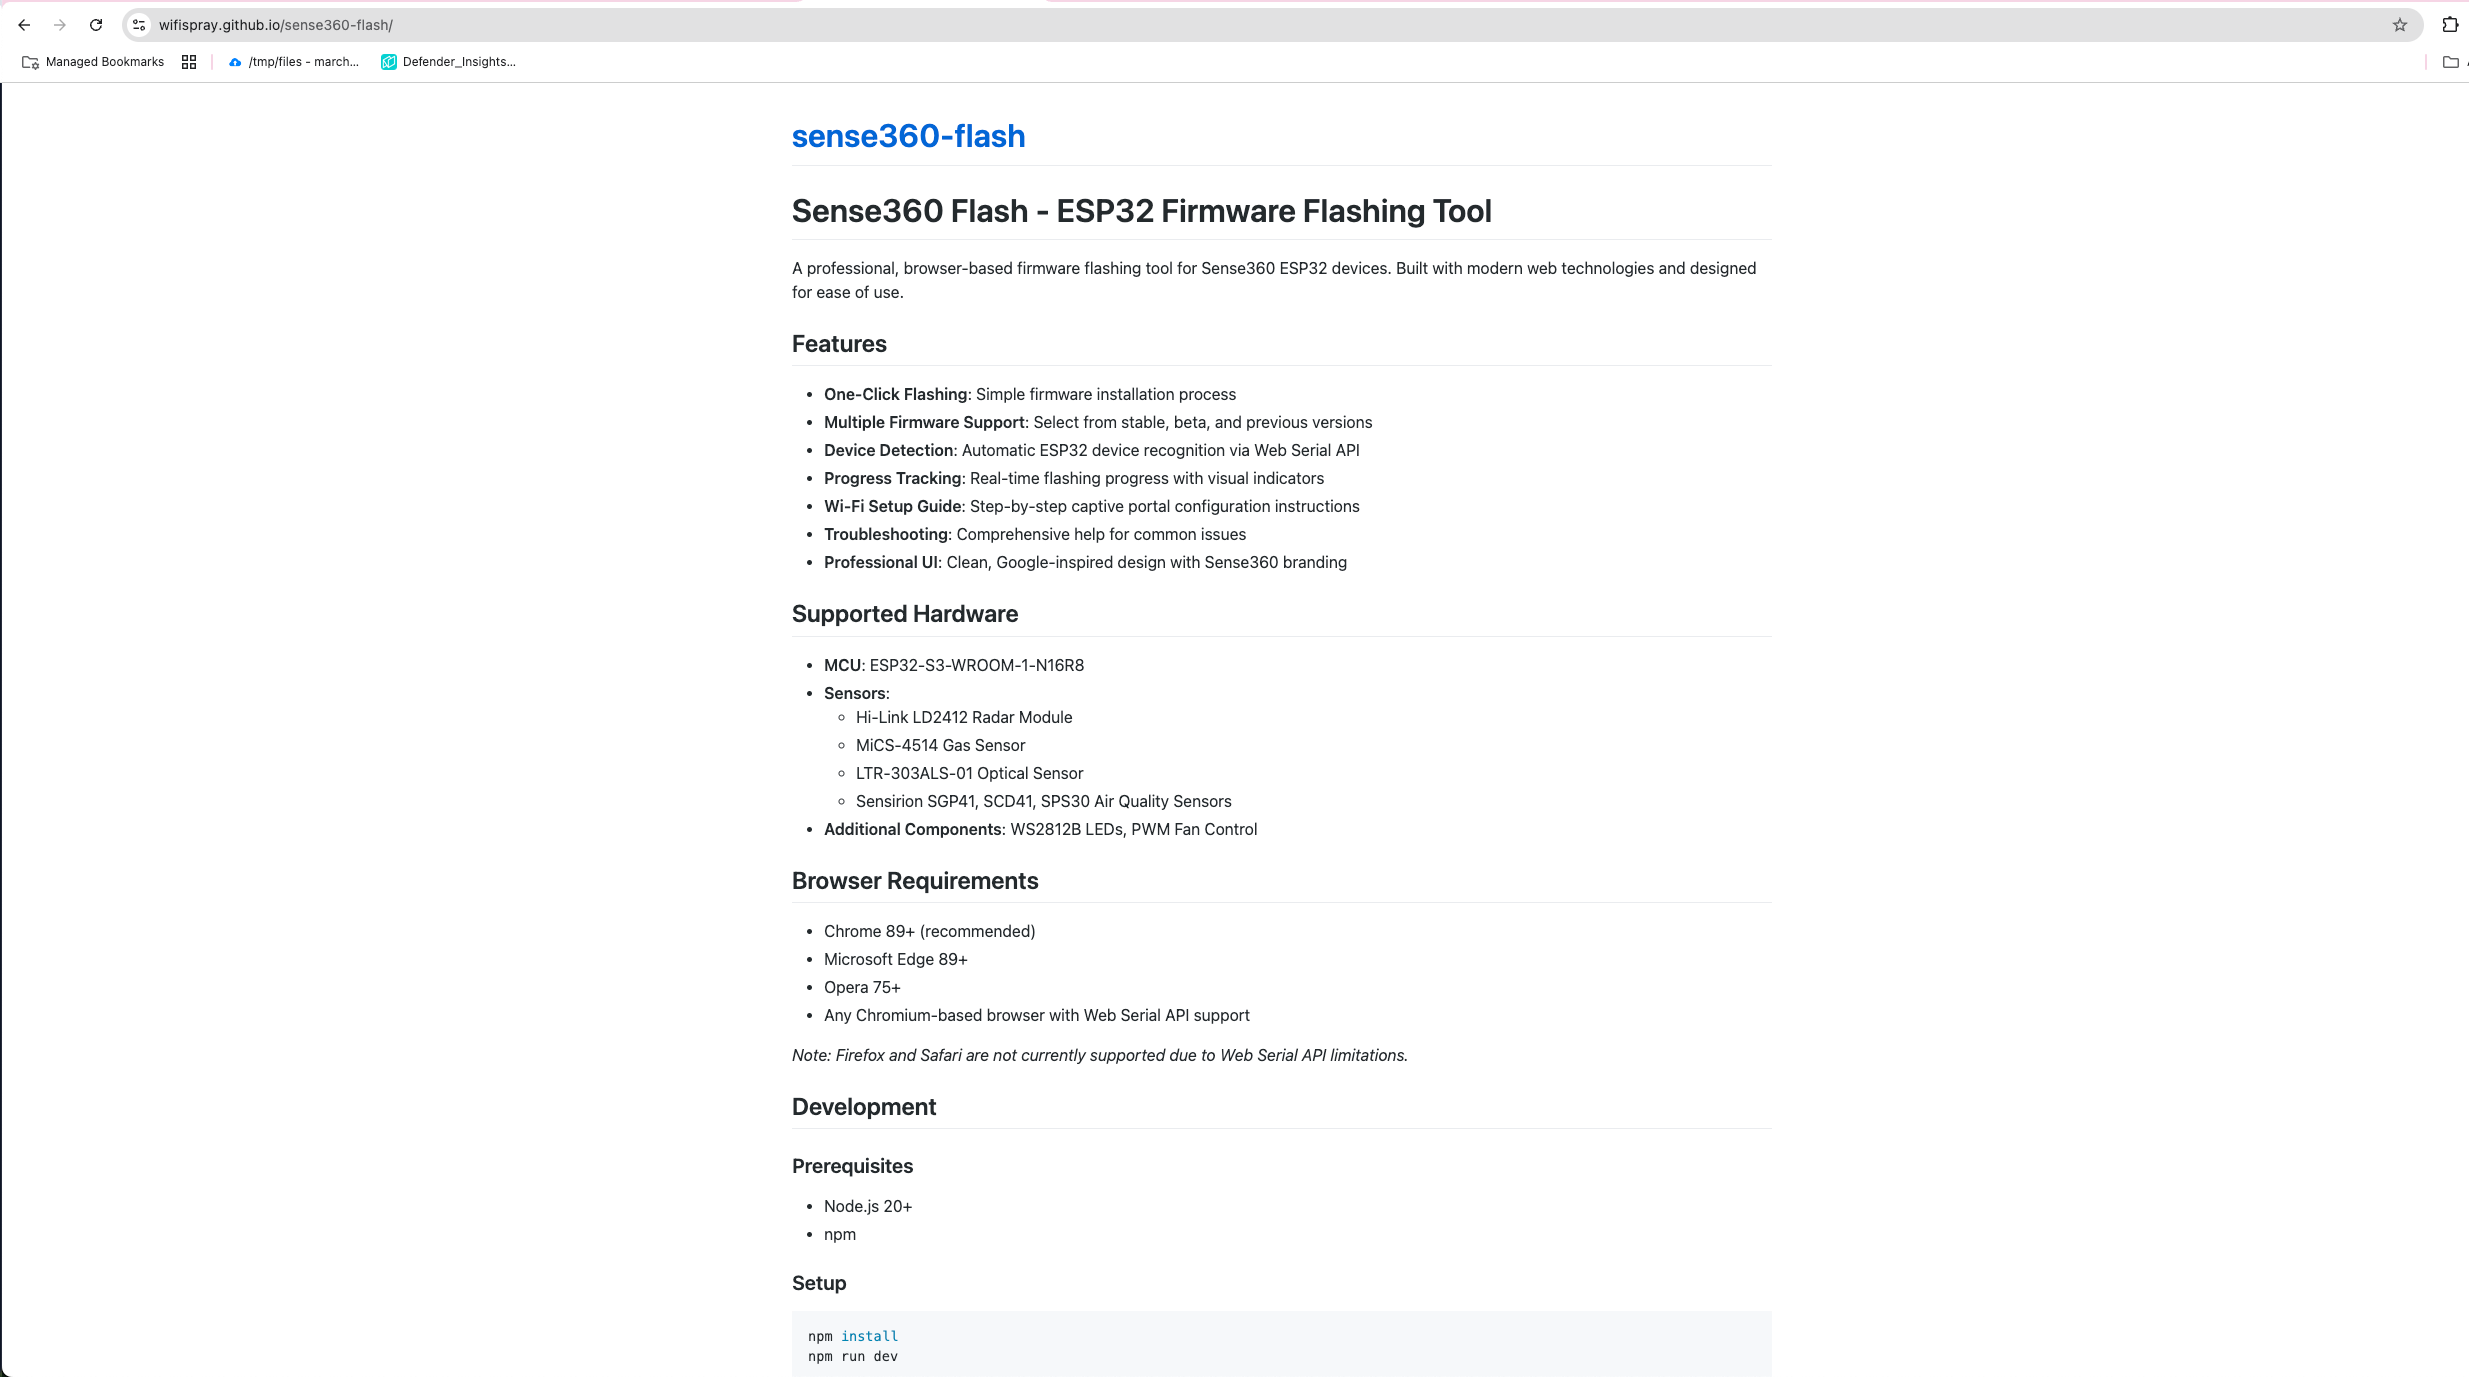 wifispray.github.io/sense360-flash/
Managed Bookmarks
/tmp/files - march...
Defender_Insights...
sense360-flash
Sense360 Flash - ESP32 Firmware Flashing Tool
A professional, browser-based firmware flashing tool for Sense360 ESP32 devices. Built with modern web technologies and designed
for ease of use.
Features
• One-Click Flashing: Simple firmware installation process
• Multiple Firmware Support: Select from stable, beta, and previous versions
• Device Detection: Automatic ESP32 device recognition via Web Serial API
• Progress Tracking: Real-time flashing progress with visual indicators
• Wi-Fi Setup Guide: Step-by-step captive portal configuration instructions
• Troubleshooting: Comprehensive help for common issues
• Professional UI: Clean, Google-inspired design with Sense360 branding
Supported Hardware
• MCU: ESP32-S3-WROOM-1-N16R8
• Sensors:
◦ Hi-Link LD2412 Radar Module
◦ MiCS-4514 Gas Sensor
◦ LTR-303ALS-01 Optical Sensor
◦ Sensirion SGP41, SCD41, SPS30 Air Quality Sensors
• Additional Components: WS2812B LEDs, PWM Fan Control
Browser Requirements
• Chrome 89+ (recommended)
• Microsoft Edge 89+
• Opera 75+
• Any Chromium-based browser with Web Serial API support
Note: Firefox and Safari are not currently supported due to Web Serial API limitations.
Development
Prerequisites
• Node.js 20+
• npm
Setup
npm install
npm run dev